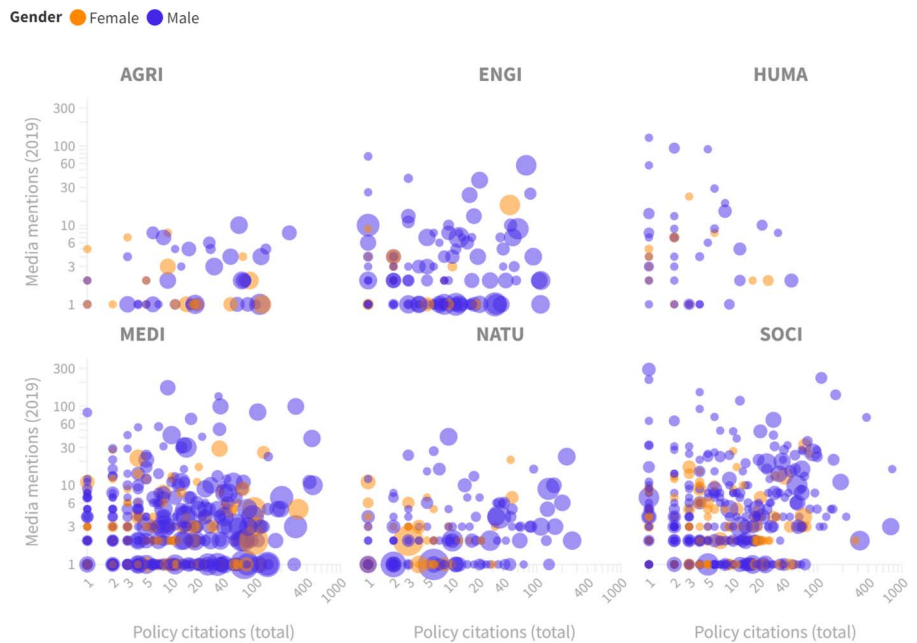 Gender Female Male
AGRI ENGI HUMA
Media mentions (2019)
300
100
60
30
10
6
3
1
MEDI NATU SOCI
Media mentions (2019)
300
100
60
30
10
6
3
1
1 2 3 5 10 20 40 100 400 1000 1 2 3 5 10 20 40 100 400 1000 1 2 3 5 10 20 40 100 400 1000
Policy citations (total) Policy citations (total) Policy citations (total)